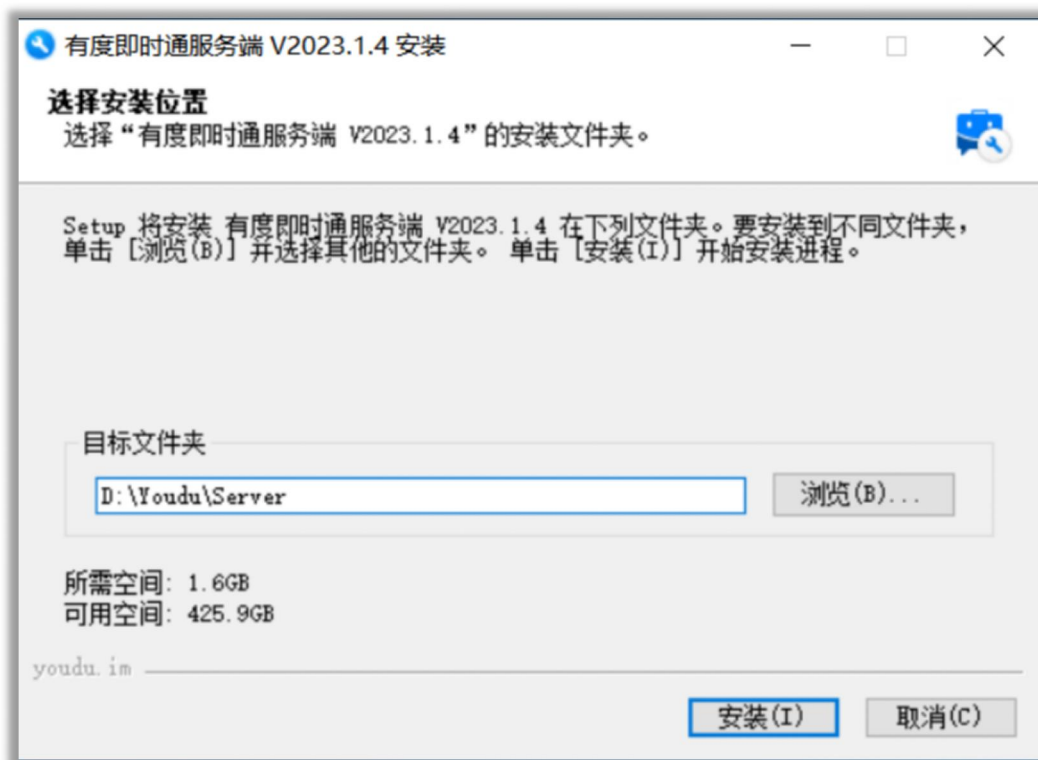 有度即时通服务端 V2023.1.4 安装
选择安装位置
选择“有度即时通服务端 V2023.1.4”的安装文件夹。
Setup 将安装 有度即时通服务端 V2023.1.4 在下列文件夹。要安装到不同文件夹，
单击 [浏览(B)] 并选择其他的文件夹。 单击 [安装(I)] 开始安装进程。
目标文件夹
D:\Youdu\Server
浏览(B)...
所需空间: 1.6GB
可用空间: 425.9GB
youdu.im
安装(I)
取消(C)